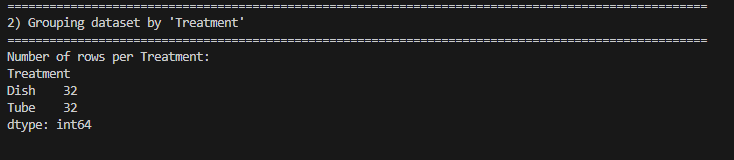 ====================================================================================================
2) Grouping dataset by 'Treatment'
====================================================================================================
Number of rows per Treatment:
Treatment
Dish    32
Tube    32
dtype: int64